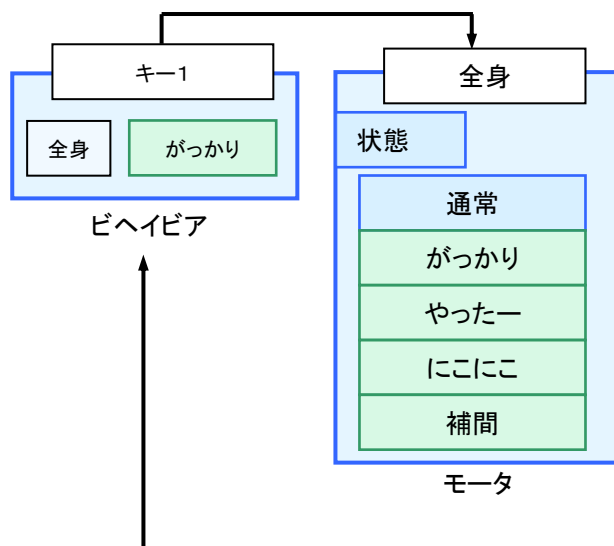 キー1
全身 がっかり
ビヘイビア
全身
状態
通常
がっかり
やったー
にこにこ
補間
モータ